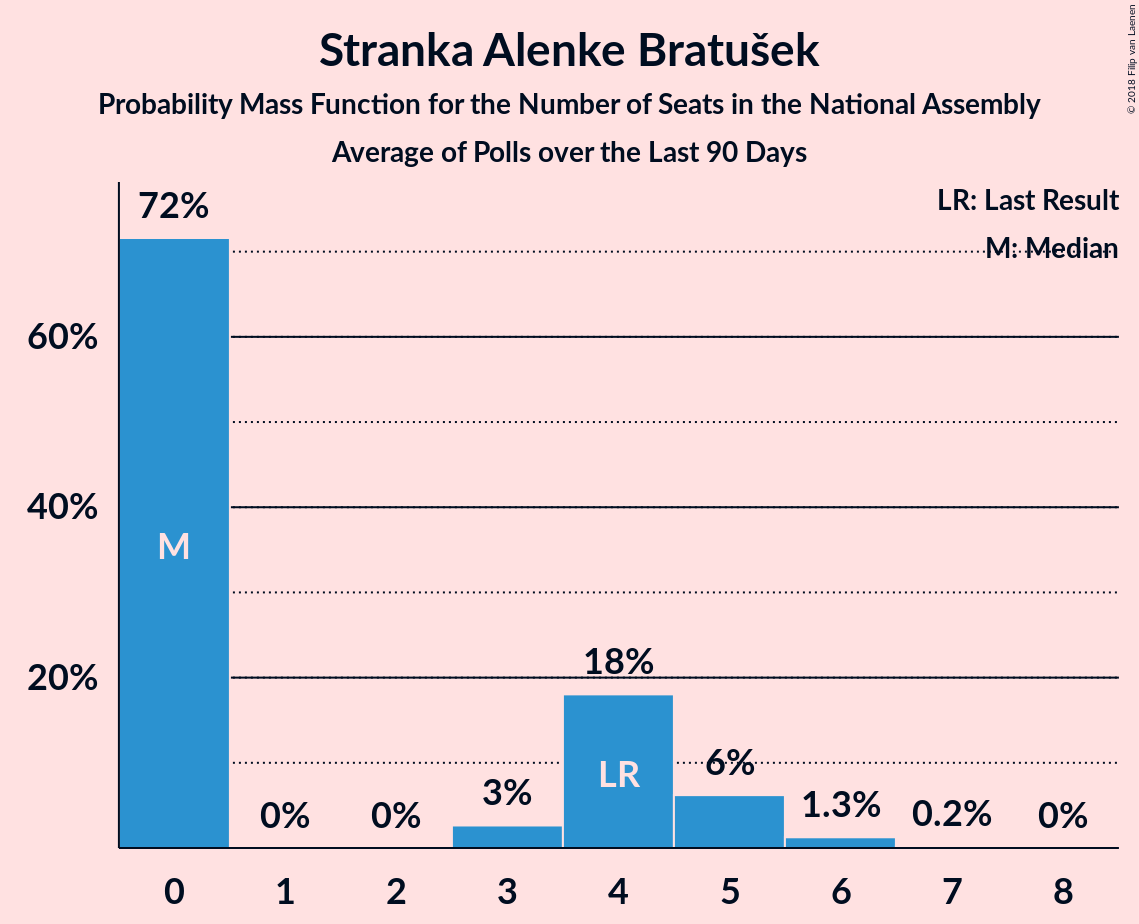 Stranka Alenke Bratušek
Probability Mass Function for the Number of Seats in the National Assembly
Average of Polls over the Last 90 Days
© 2018 Filip van Laenen
LR: Last Result
M: Median
72%
60%
40%
20%
M
0%
0%
3%
18%
LR
6%
1.3%
0.2%
0%
0 1 2 3 4 5 6 7 8